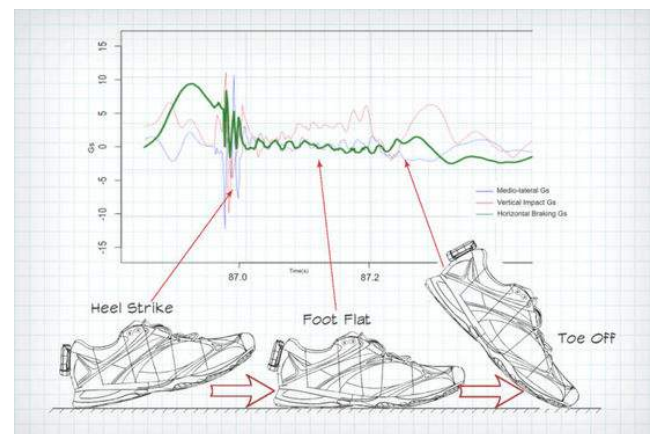 15
10
5
0
-5
-10
-15
Gs
87.0
Time(s)
87.2
Medio-lateral Gs
Vertical Impact Gs
Horizontal Braking Gs
Heel Strike
Foot Flat
Toe Off